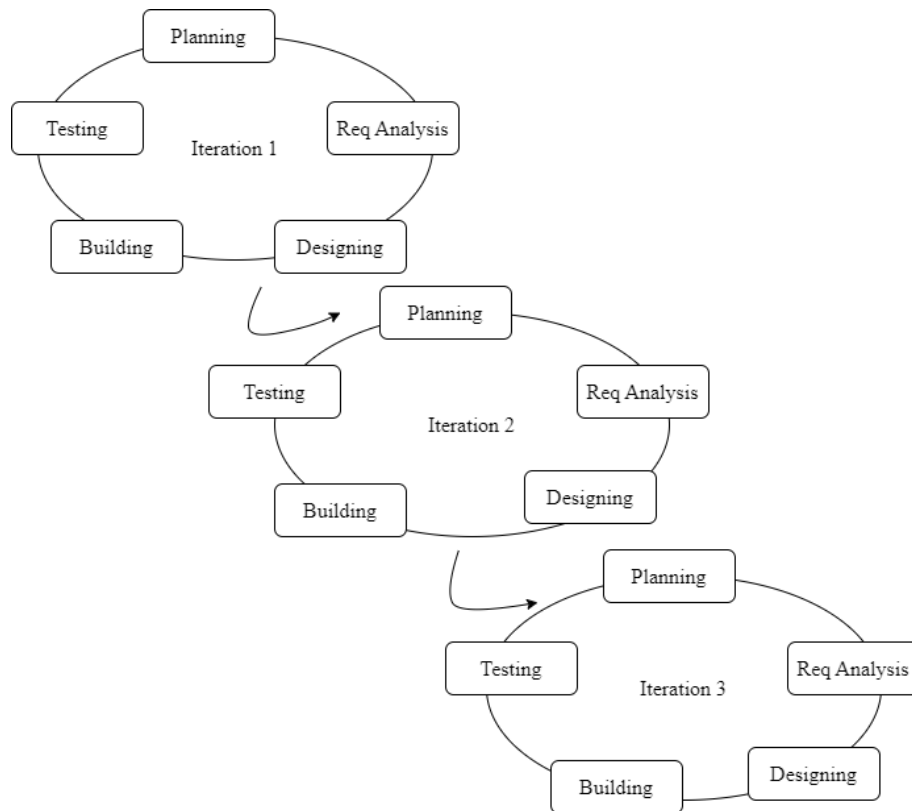 Planning
Testing
Req Analysis
Iteration 1
Building
Designing
Planning
Testing
Req Analysis
Iteration 2
Designing
Building
Planning
Testing
Req Analysis
Iteration 3
Designing
Building